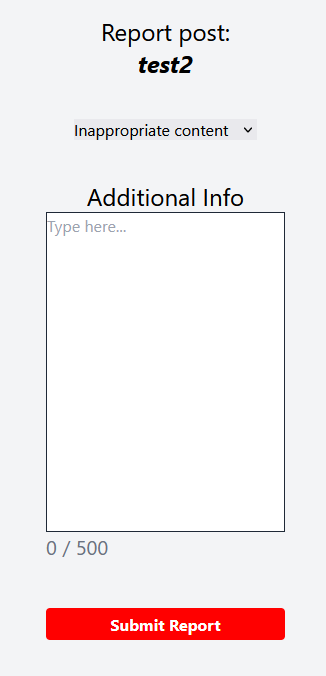 Report post:
test2
Inappropriate content
Additional Info
Type here...
0 / 500
Submit Report